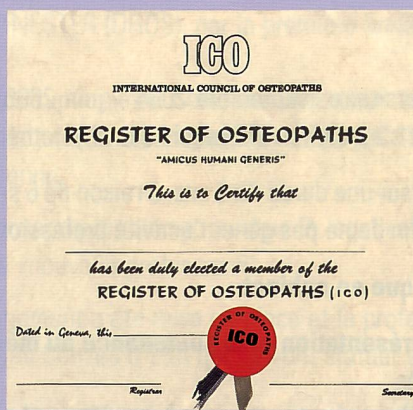 ICO
INTERNATIONAL COUNCIL OF OSTEOPATHS
REGISTER OF OSTEOPATHS
"AMICUS HUMANI GENERIS"
This is to Certify that
has been duly elected a member of the
REGISTER OF OSTEOPATHS (ICO)
Dated in Geneva, this
REGISTER OF OSTEOPATHS
ICO
Registrar
Secretary